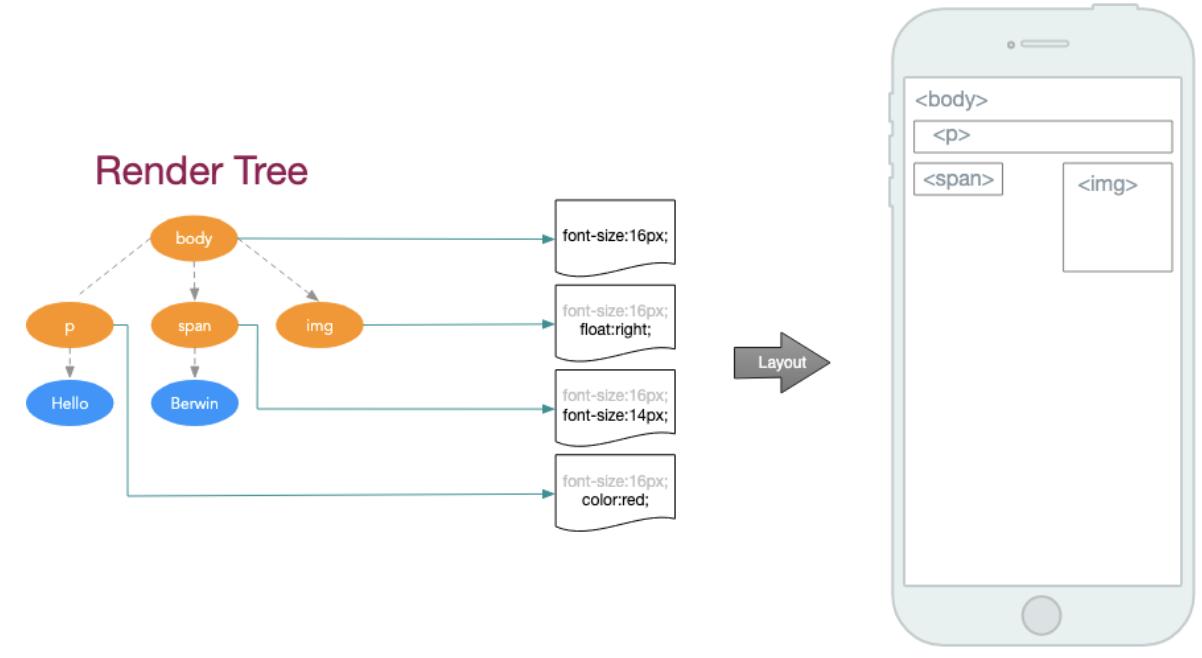 Render Tree
body
p
span
img
Hello
Berwin
font-size:16px;
font-size:16px;
float:right;
font-size:16px;
font-size:14px;
font-size:16px;
color:red;
Layout
<body>
<p>
<span>
<img>